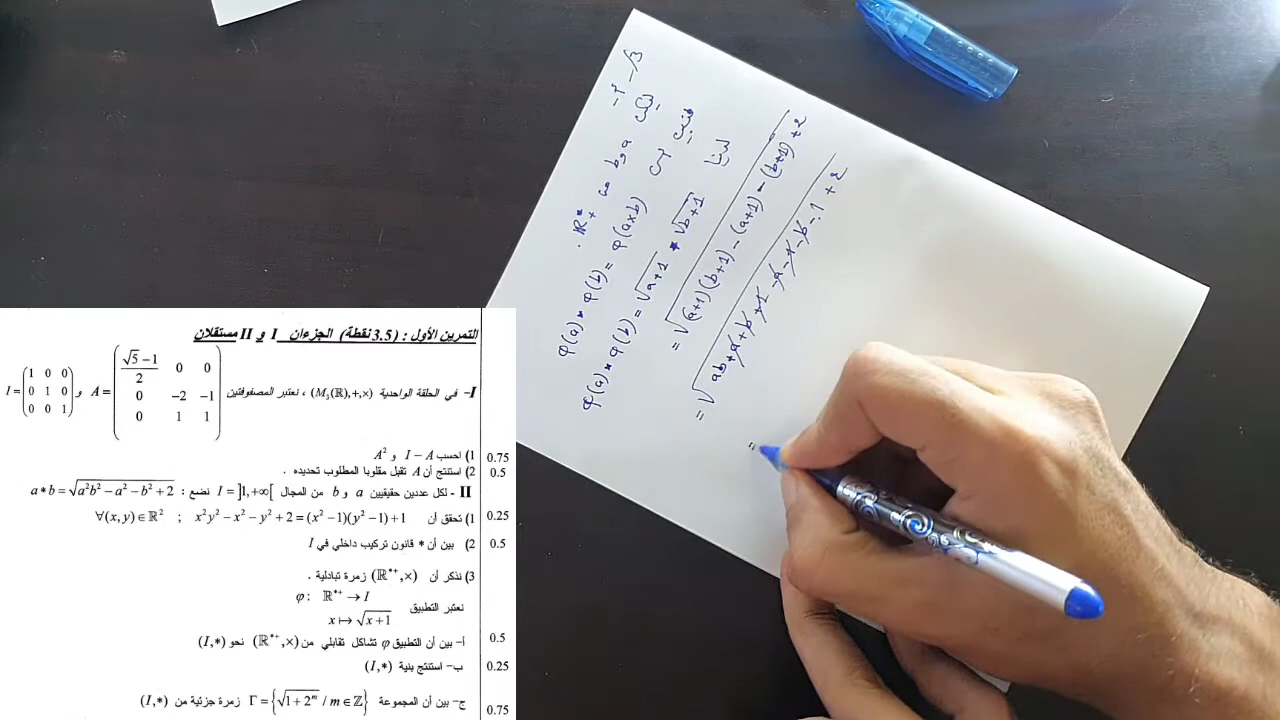 3/ - أ -
ليكن a و b من ℝ*₊ .
لنبين أن φ(a) * φ(b) = φ(a×b)
لدينا φ(a) * φ(b) = √(a+1) * √(b+1)
= √((a+1)(b+1) - (a+1) - (b+1) + 2)
= √(ab + a + b + 1 - a - 1 - b - 1 + 2)
=
التمرين الأول : (3.5 نقطة) الجزءان I و II مستقلان
I- في الحلقة الواحدية (M₃(ℝ),+,×) ، نعتبر المصفوفتين A = ( (√5 −1)/2 0 0 ; 0 −2 −1 ; 0 1 1 ) و I = ( 1 0 0 ; 0 1 0 ; 0 0 1 )
0.75 1) احسب I − A و A²
0.5 2) استنتج أن A تقبل مقلوبا المطلوب تحديده .
II - لكل عددين حقيقيين a و b من المجال I = ]1,+∞[ نضع : a*b = √(a²b² − a² − b² + 2)
0.25 1) تحقق أن ∀(x,y)∈ℝ² ; x²y² − x² − y² + 2 = (x² −1)(y² −1)+1
0.5 2) بين أن * قانون تركيب داخلي في I
3) نذكر أن (ℝ*⁺,×) زمرة تبادلية .
نعتبر التطبيق φ : ℝ*⁺ → I
x ↦ √(x+1)
0.5 أ- بين أن التطبيق φ تشاكل تقابلي من (ℝ*⁺,×) نحو (I,*)
0.25 ب- استنتج بنية (I,*)
0.75 ج- بين أن المجموعة Γ = {√(1+2ᵐ) / m∈ℤ} زمرة جزئية من (I,*)